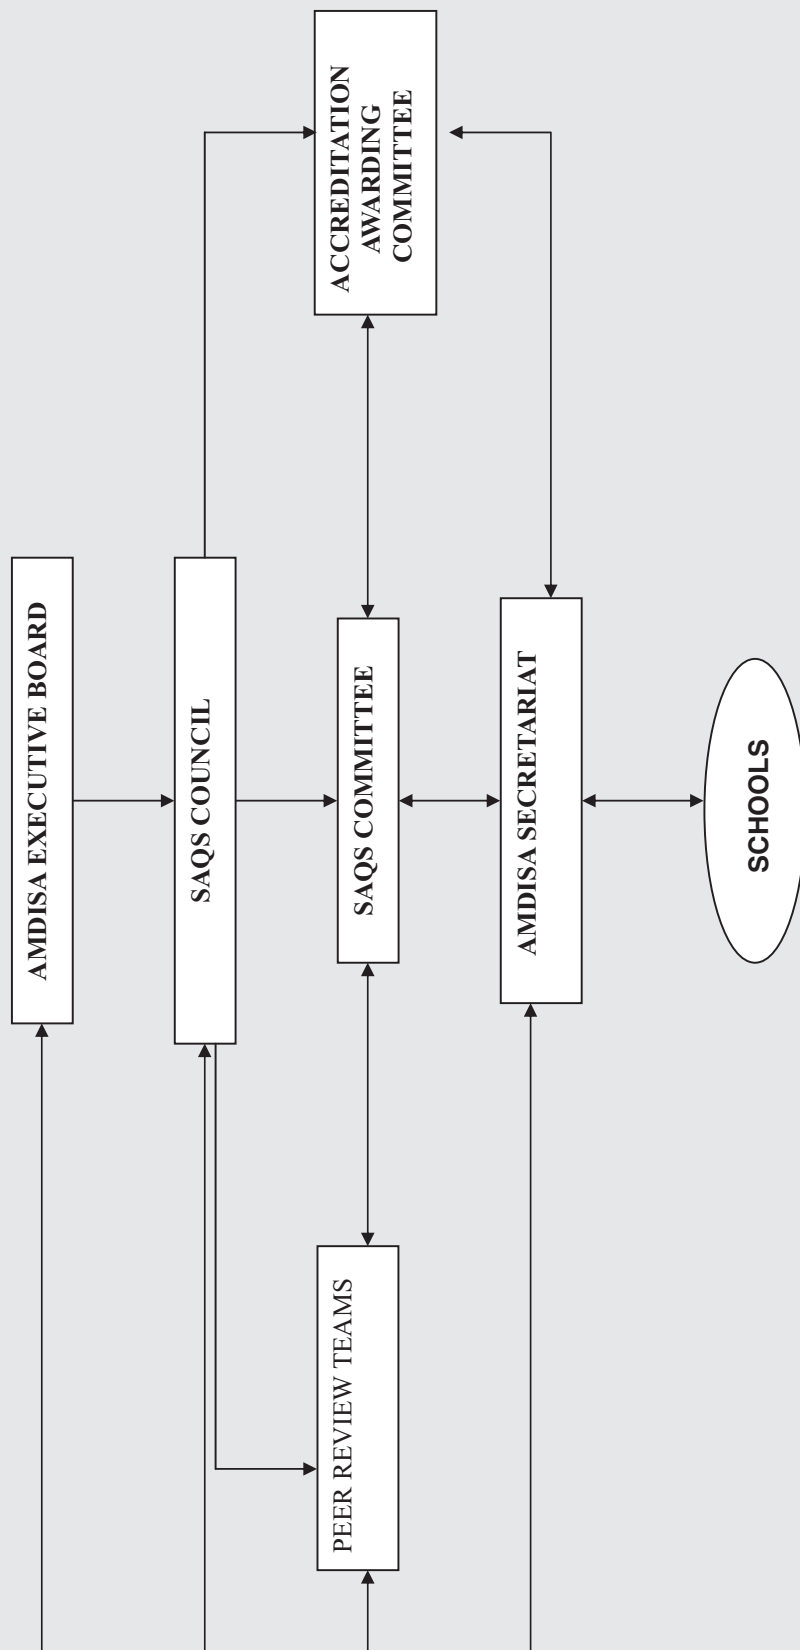 AMDISA EXECUTIVE BOARD
SAQS COUNCIL
ACCREDITATION
AWARDING
COMMITTEE
SAQS COMMITTEE
PEER REVIEW TEAMS
AMDISA SECRETARIAT
SCHOOLS